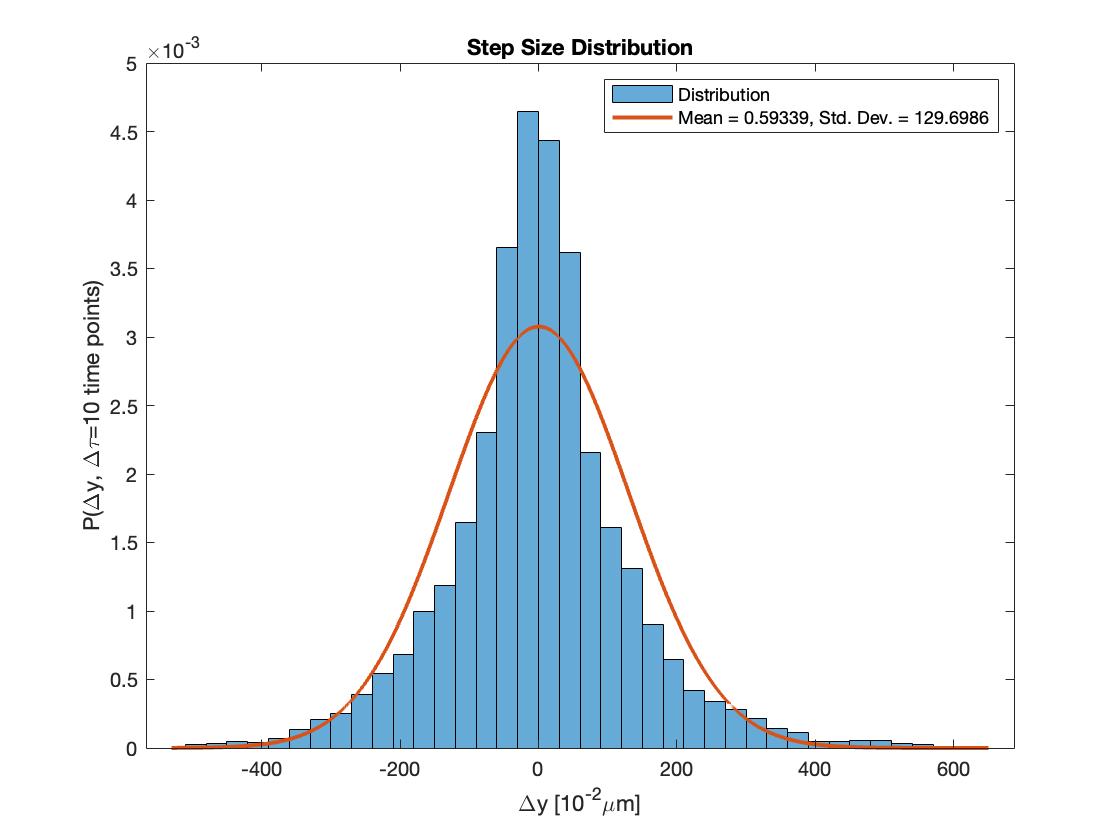 Step Size Distribution
×10⁻³
Distribution
Mean = 0.59339, Std. Dev. = 129.6986
5
4.5
4
3.5
3
2.5
2
1.5
1
0.5
0
P(Δy, Δτ=10 time points)
-400 -200 0 200 400 600
Δy [10⁻²μm]